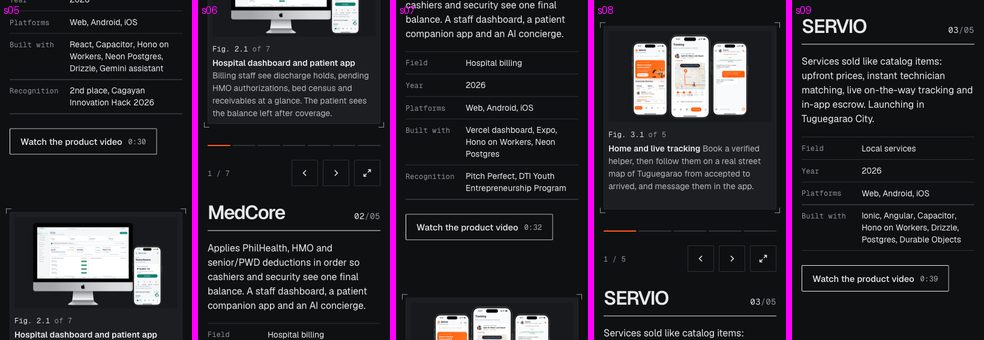 s05
Year
2026
Platforms
Web, Android, iOS
Built with
React, Capacitor, Hono on
Workers, Neon Postgres,
Drizzle, Gemini assistant
Recognition
2nd place, Cagayan
Innovation Hack 2026
Watch the product video 0:30
Fig. 2.1 of 7
Hospital dashboard and patient app
s06
Fig. 2.1 of 7
Hospital dashboard and patient app
Billing staff see discharge holds, pending
HMO authorizations, bed census and
receivables at a glance. The patient sees
the balance left after coverage.
1 / 7
MedCore
02/05
Applies PhilHealth, HMO and
senior/PWD deductions in order so
cashiers and security see one final
balance. A staff dashboard, a patient
companion app and an AI concierge.
Field
Hospital billing
s07
cashiers and security see one final
balance. A staff dashboard, a patient
companion app and an AI concierge.
Field
Hospital billing
Year
2026
Platforms
Web, Android, iOS
Built with
Vercel dashboard, Expo,
Hono on Workers, Neon
Postgres
Recognition
Pitch Perfect, DTI Youth
Entrepreneurship Program
Watch the product video 0:32
s08
Tracking
Fig. 3.1 of 5
Home and live tracking Book a verified
helper, then follow them on a real street
map of Tuguegarao from accepted to
arrived, and message them in the app.
1 / 5
SERVIO
03/05
Services sold like catalog items:
s09
SERVIO
03/05
Services sold like catalog items:
upfront prices, instant technician
matching, live on-the-way tracking and
in-app escrow. Launching in
Tuguegarao City.
Field
Local services
Year
2026
Platforms
Web, Android, iOS
Built with
Ionic, Angular, Capacitor,
Hono on Workers, Drizzle,
Postgres, Durable Objects
Watch the product video 0:39